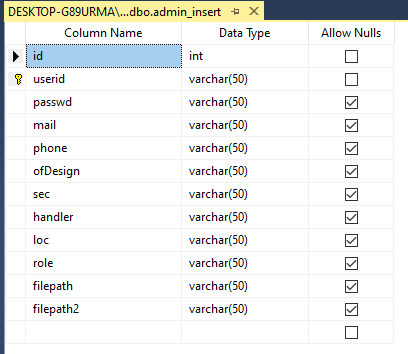 DESKTOP-G89URMA\...dbo.admin_insert
Column Name Data Type Allow Nulls
id int
userid varchar(50)
passwd varchar(50)
mail varchar(50)
phone varchar(50)
ofDesign varchar(50)
sec varchar(50)
handler varchar(50)
loc varchar(50)
role varchar(50)
filepath varchar(50)
filepath2 varchar(50)